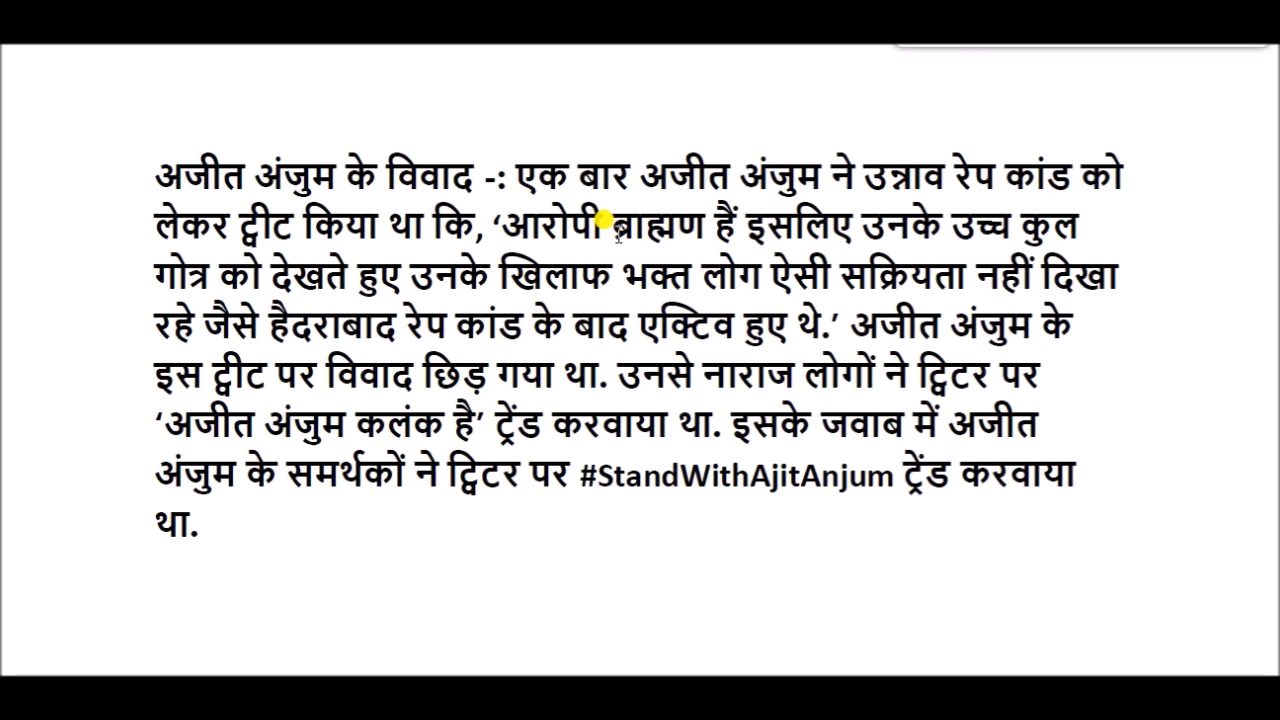 अजीत अंजुम के विवाद -: एक बार अजीत अंजुम ने उन्नाव रेप कांड को
लेकर ट्वीट किया था कि, ‘आरोपी ब्राह्मण हैं इसलिए उनके उच्च कुल
गोत्र को देखते हुए उनके खिलाफ भक्त लोग ऐसी सक्रियता नहीं दिखा
रहे जैसे हैदराबाद रेप कांड के बाद एक्टिव हुए थे.’ अजीत अंजुम के
इस ट्वीट पर विवाद छिड़ गया था. उनसे नाराज लोगों ने ट्विटर पर
‘अजीत अंजुम कलंक है’ ट्रेंड करवाया था. इसके जवाब में अजीत
अंजुम के समर्थकों ने ट्विटर पर #StandWithAjitAnjum ट्रेंड करवाया
था.